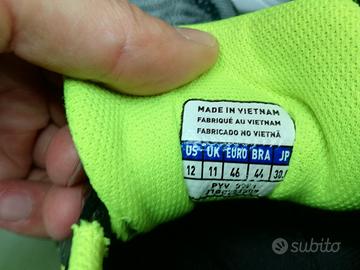 MADE IN VIETNAM
FABRIQUÉ AU VIETNAM
FABRICADO NO VIETNÃ
US UK EURO BRA JP
12 11 46 44
PYV
subito